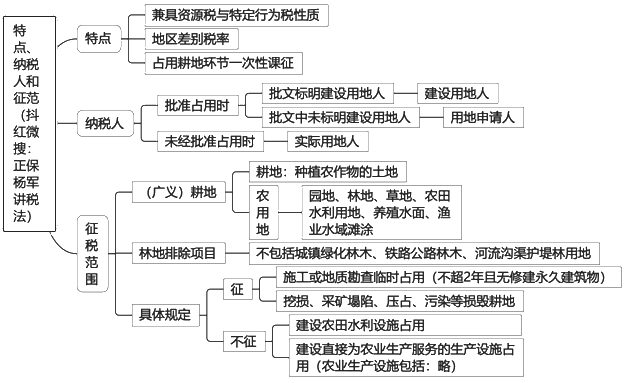 特
点、
纳税
人和
征范
（抖
红微
搜：
正保
杨军
讲税
法）
特点
兼具资源税与特定行为税性质
地区差别税率
占用耕地环节一次性课征
纳税人
批准占用时
批文标明建设用地人
建设用地人
批文中未标明建设用地人
用地申请人
未经批准占用时
实际用地人
征税
范围
（广义）耕地
耕地：种植农作物的土地
农
用
地
园地、林地、草地、农田
水利用地、养殖水面、渔
业水域滩涂
林地排除项目
不包括城镇绿化林木、铁路公路林木、河流沟渠护堤林用地
具体规定
征
施工或地质勘查临时占用（不超2年且无修建永久建筑物）
挖损、采矿塌陷、压占、污染等损毁耕地
不征
建设农田水利设施占用
建设直接为农业生产服务的生产设施占
用（农业生产设施包括：略）